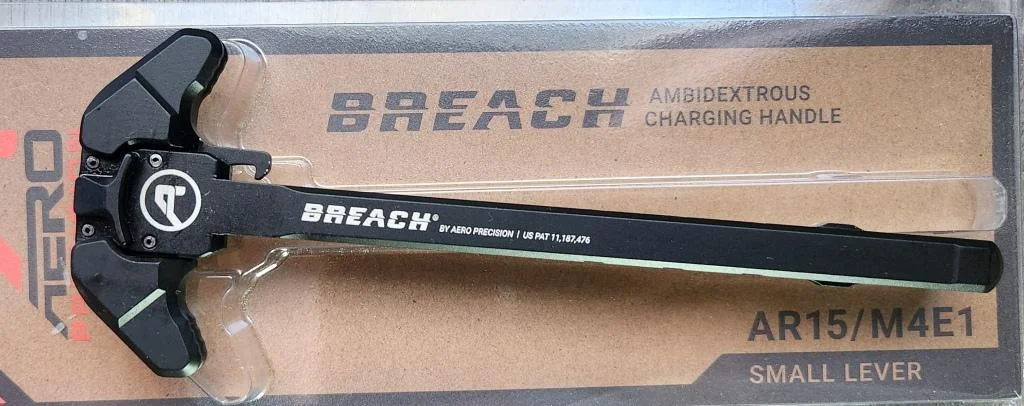 BREACH
AMBIDEXTROUS
CHARGING HANDLE
AERO
BREACH® BY AERO PRECISION | US PAT 11,187,476
AR15/M4E1
SMALL LEVER